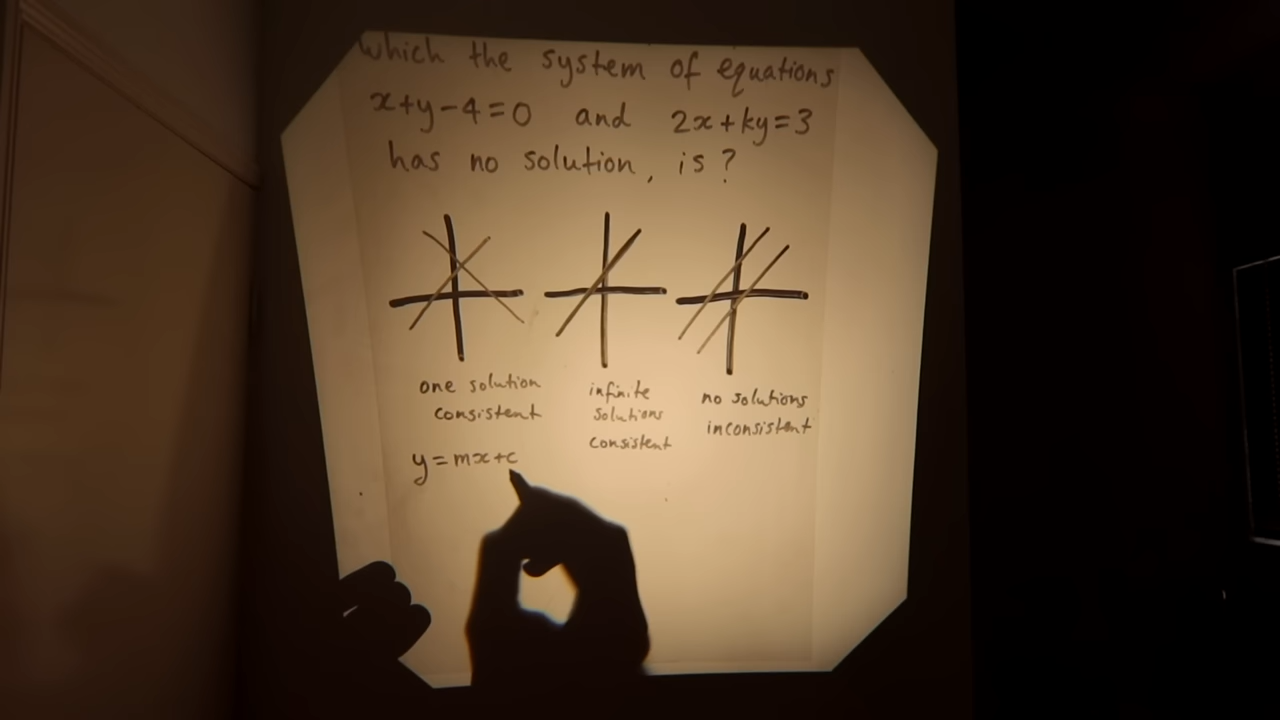 which the system of equations
x+y-4=0 and 2x+ky=3
has no solution, is?
one solution
consistent
infinite
solutions
consistent
no solutions
inconsistent
y=mx+c